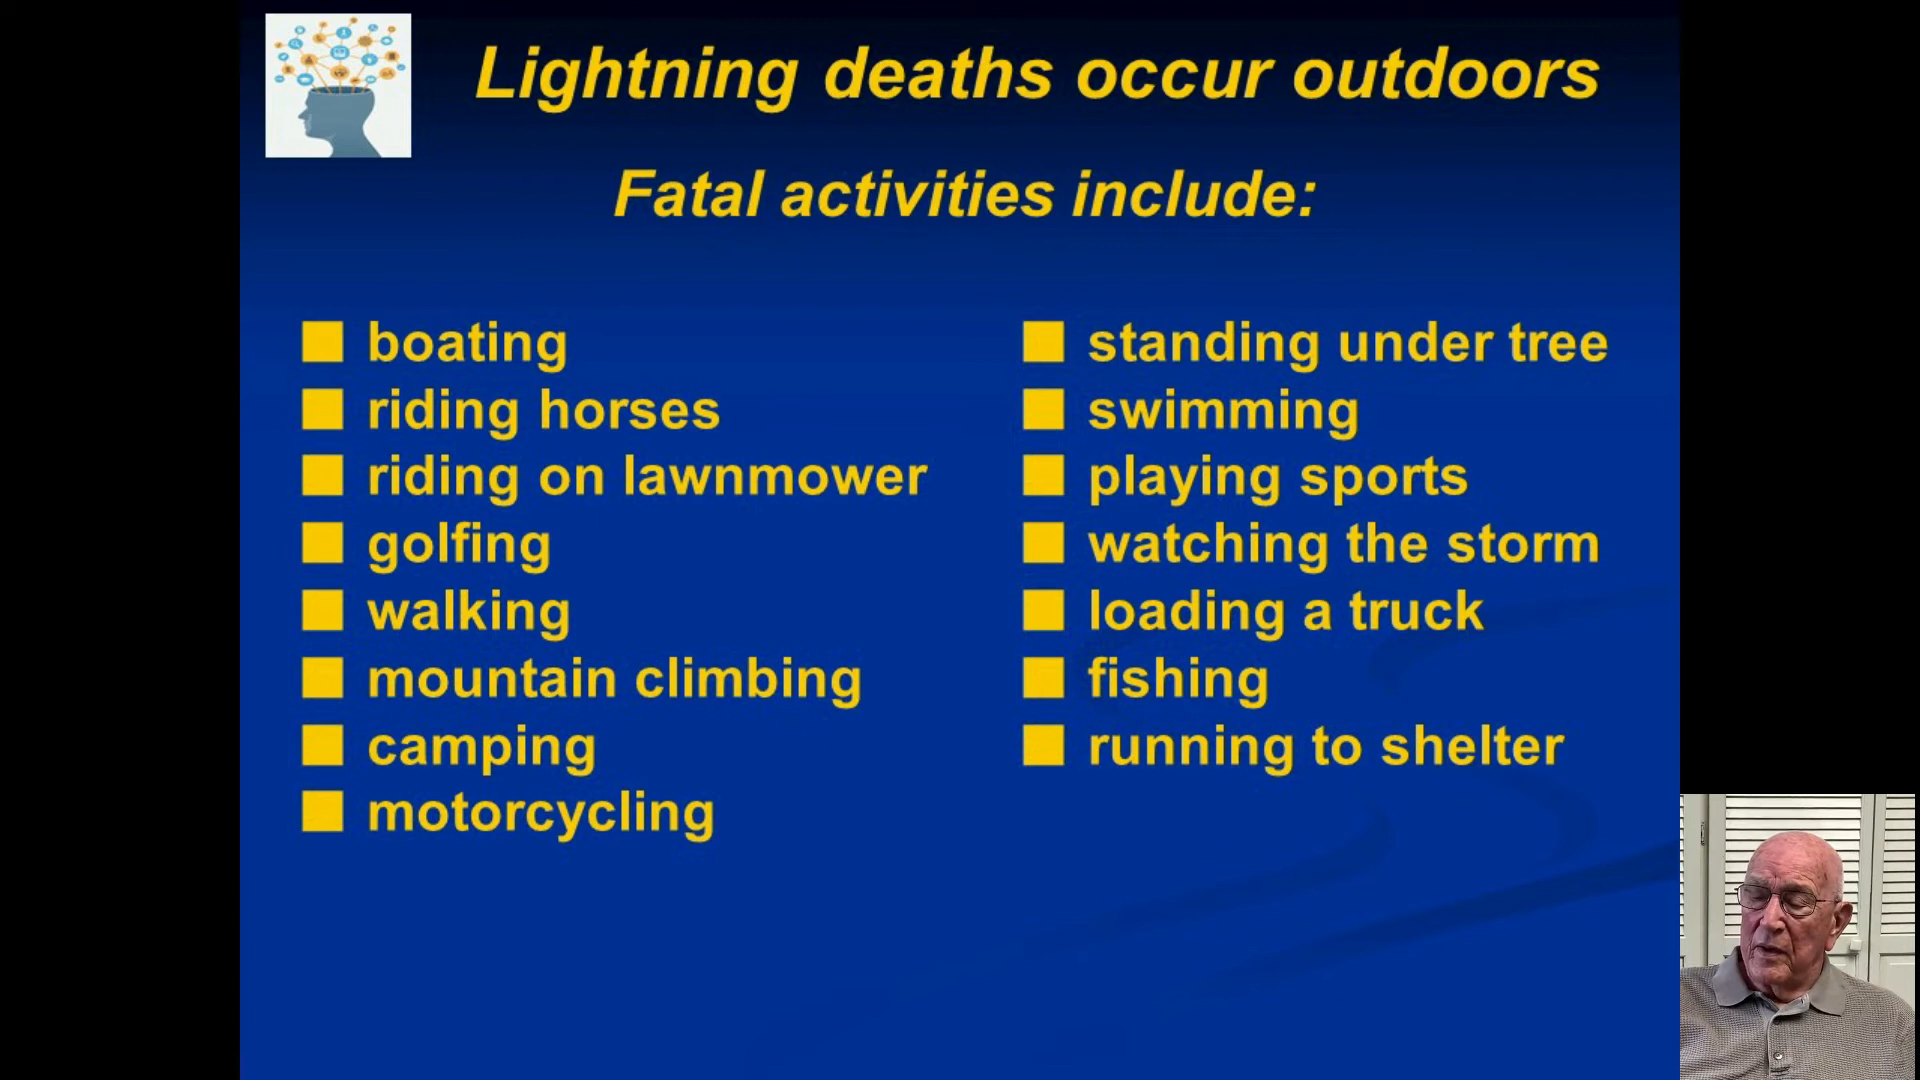 Lightning deaths occur outdoors
Fatal activities include:
boating
riding horses
riding on lawnmower
golfing
walking
mountain climbing
camping
motorcycling
standing under tree
swimming
playing sports
watching the storm
loading a truck
fishing
running to shelter